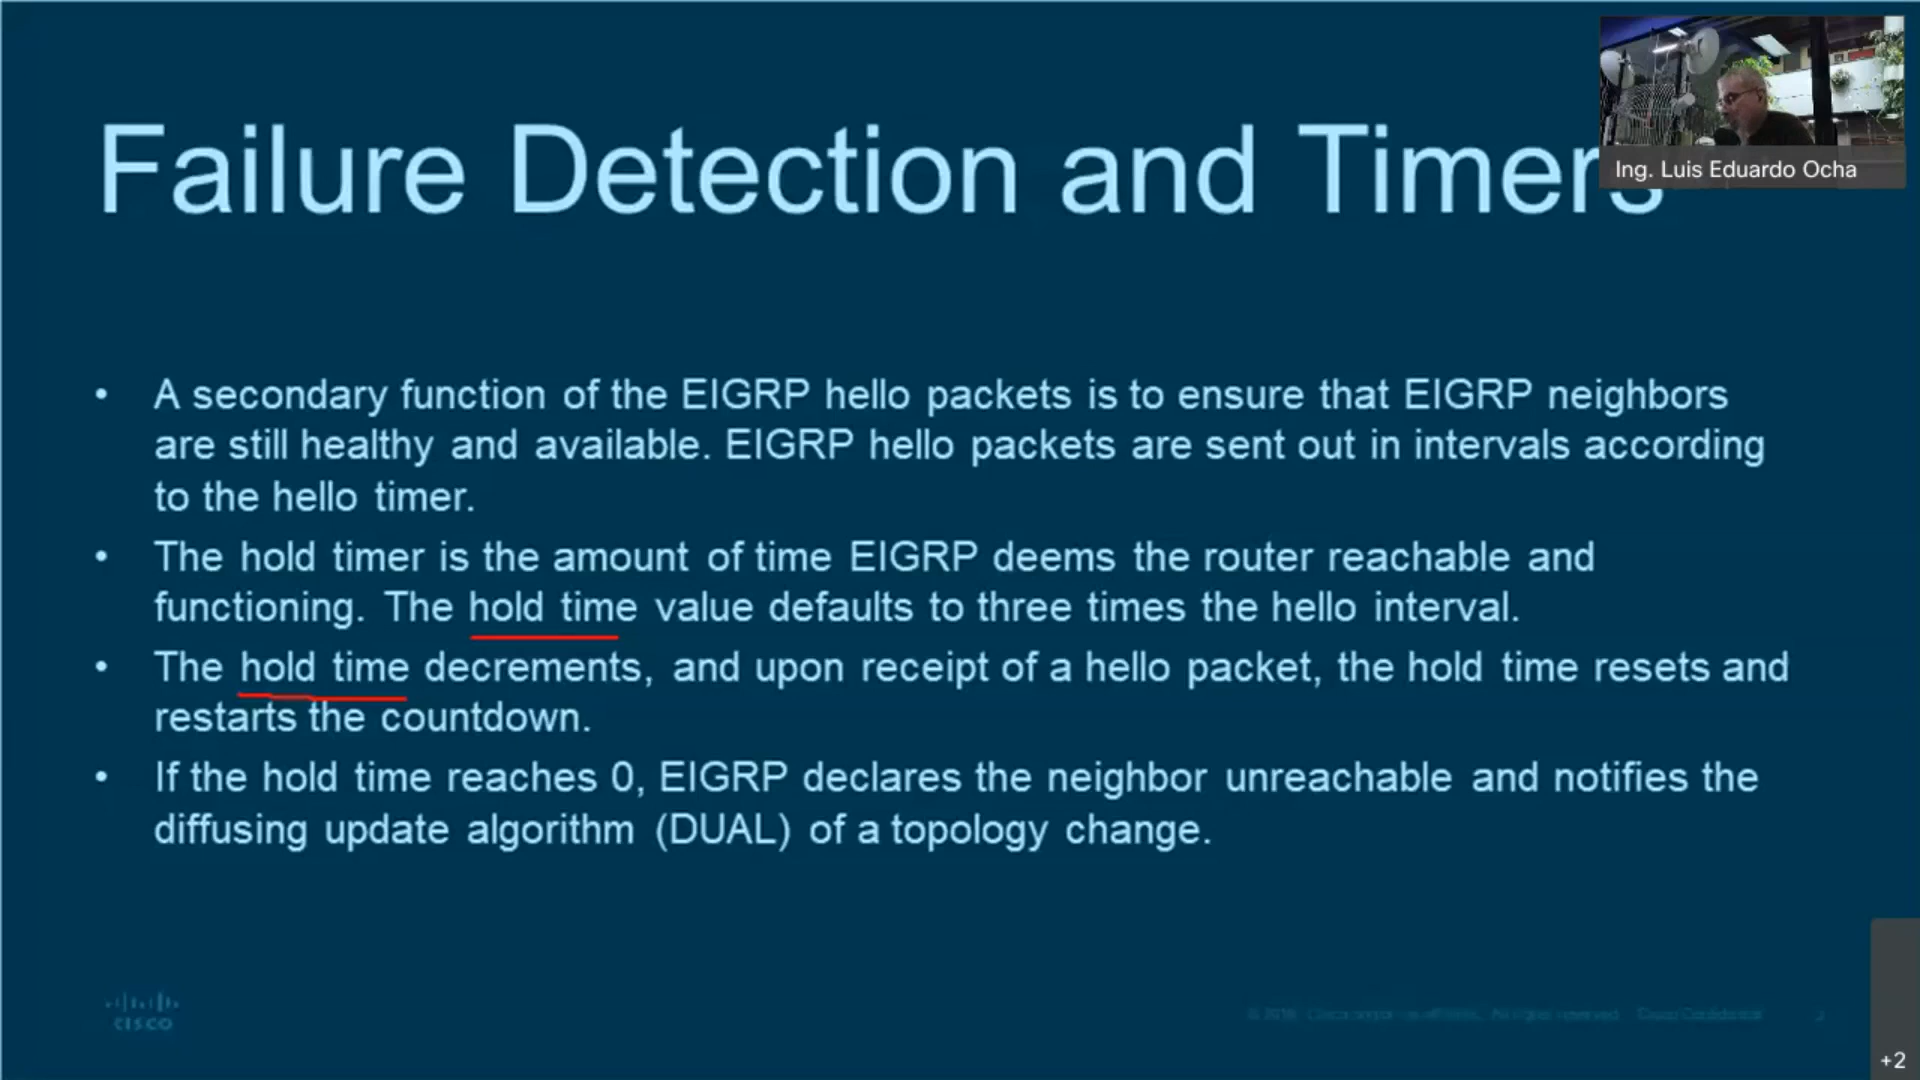 Failure Detection and Timers
Ing. Luis Eduardo Ocha
• A secondary function of the EIGRP hello packets is to ensure that EIGRP neighbors
are still healthy and available. EIGRP hello packets are sent out in intervals according
to the hello timer.
• The hold timer is the amount of time EIGRP deems the router reachable and
functioning. The hold time value defaults to three times the hello interval.
• The hold time decrements, and upon receipt of a hello packet, the hold time resets and
restarts the countdown.
• If the hold time reaches 0, EIGRP declares the neighbor unreachable and notifies the
diffusing update algorithm (DUAL) of a topology change.
CISCO
All rights reserved. Cisco Confidential
+2